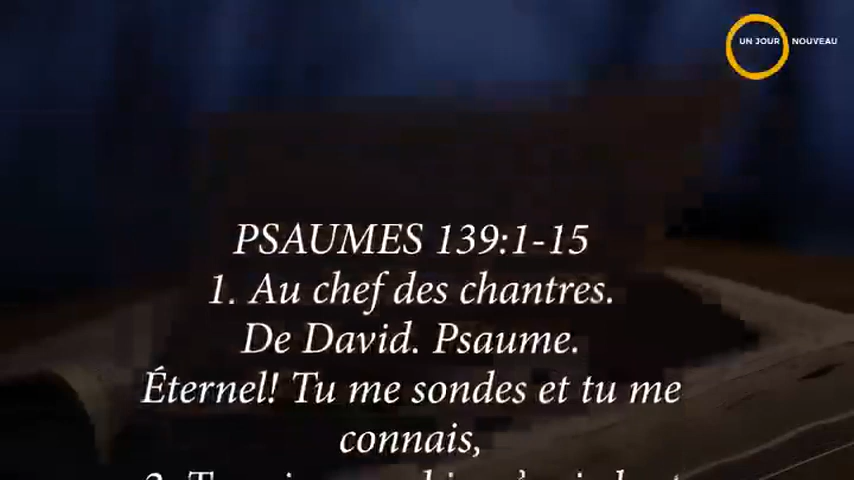 UN JOUR NOUVEAU
PSAUMES 139:1-15
1. Au chef des chantres.
De David. Psaume.
Éternel! Tu me sondes et tu me
connais,